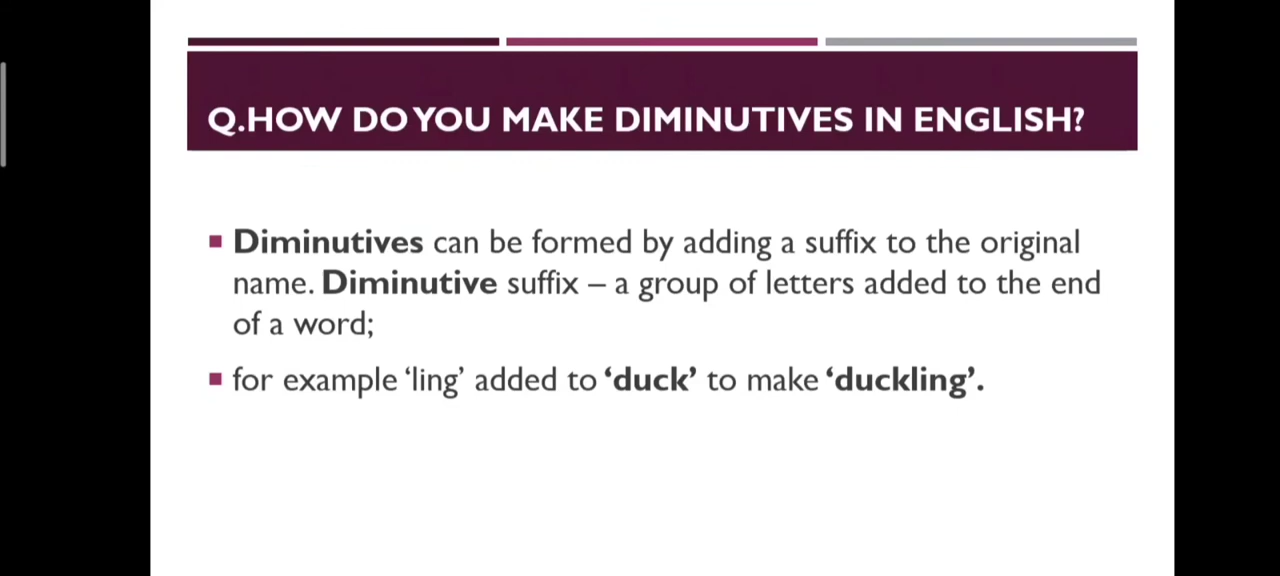 Q.HOW DO YOU MAKE DIMINUTIVES IN ENGLISH?
Diminutives can be formed by adding a suffix to the original
name. Diminutive suffix – a group of letters added to the end
of a word;
for example ‘ling’ added to ‘duck’ to make ‘duckling’.